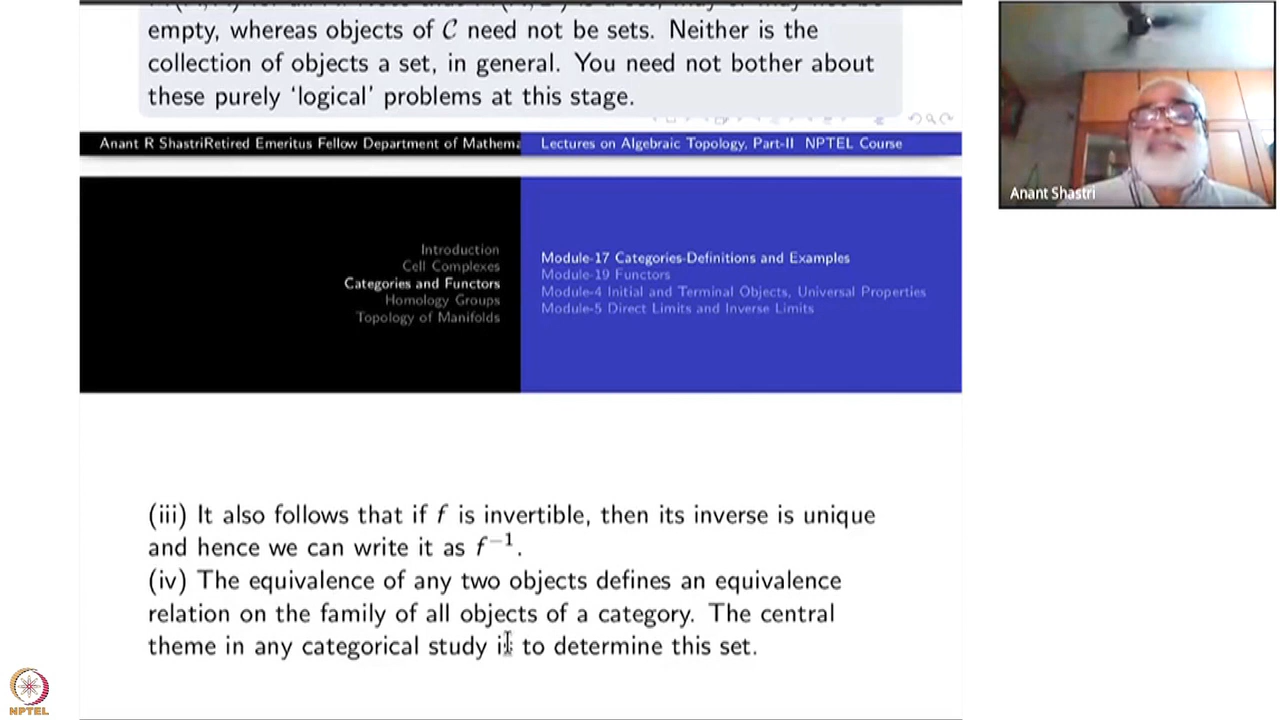 empty, whereas objects of C need not be sets. Neither is the
collection of objects a set, in general. You need not bother about
these purely ‘logical’ problems at this stage.
Anant R ShastriRetired Emeritus Fellow Department of Mathema
Lectures on Algebraic Topology, Part-II NPTEL Course
Introduction
Cell Complexes
Categories and Functors
Homology Groups
Topology of Manifolds
Module-17 Categories-Definitions and Examples
Module-19 Functors
Module-4 Initial and Terminal Objects, Universal Properties
Module-5 Direct Limits and Inverse Limits
(iii) It also follows that if f is invertible, then its inverse is unique
and hence we can write it as f⁻¹.
(iv) The equivalence of any two objects defines an equivalence
relation on the family of all objects of a category. The central
theme in any categorical study is to determine this set.
Anant Shastri
NPTEL